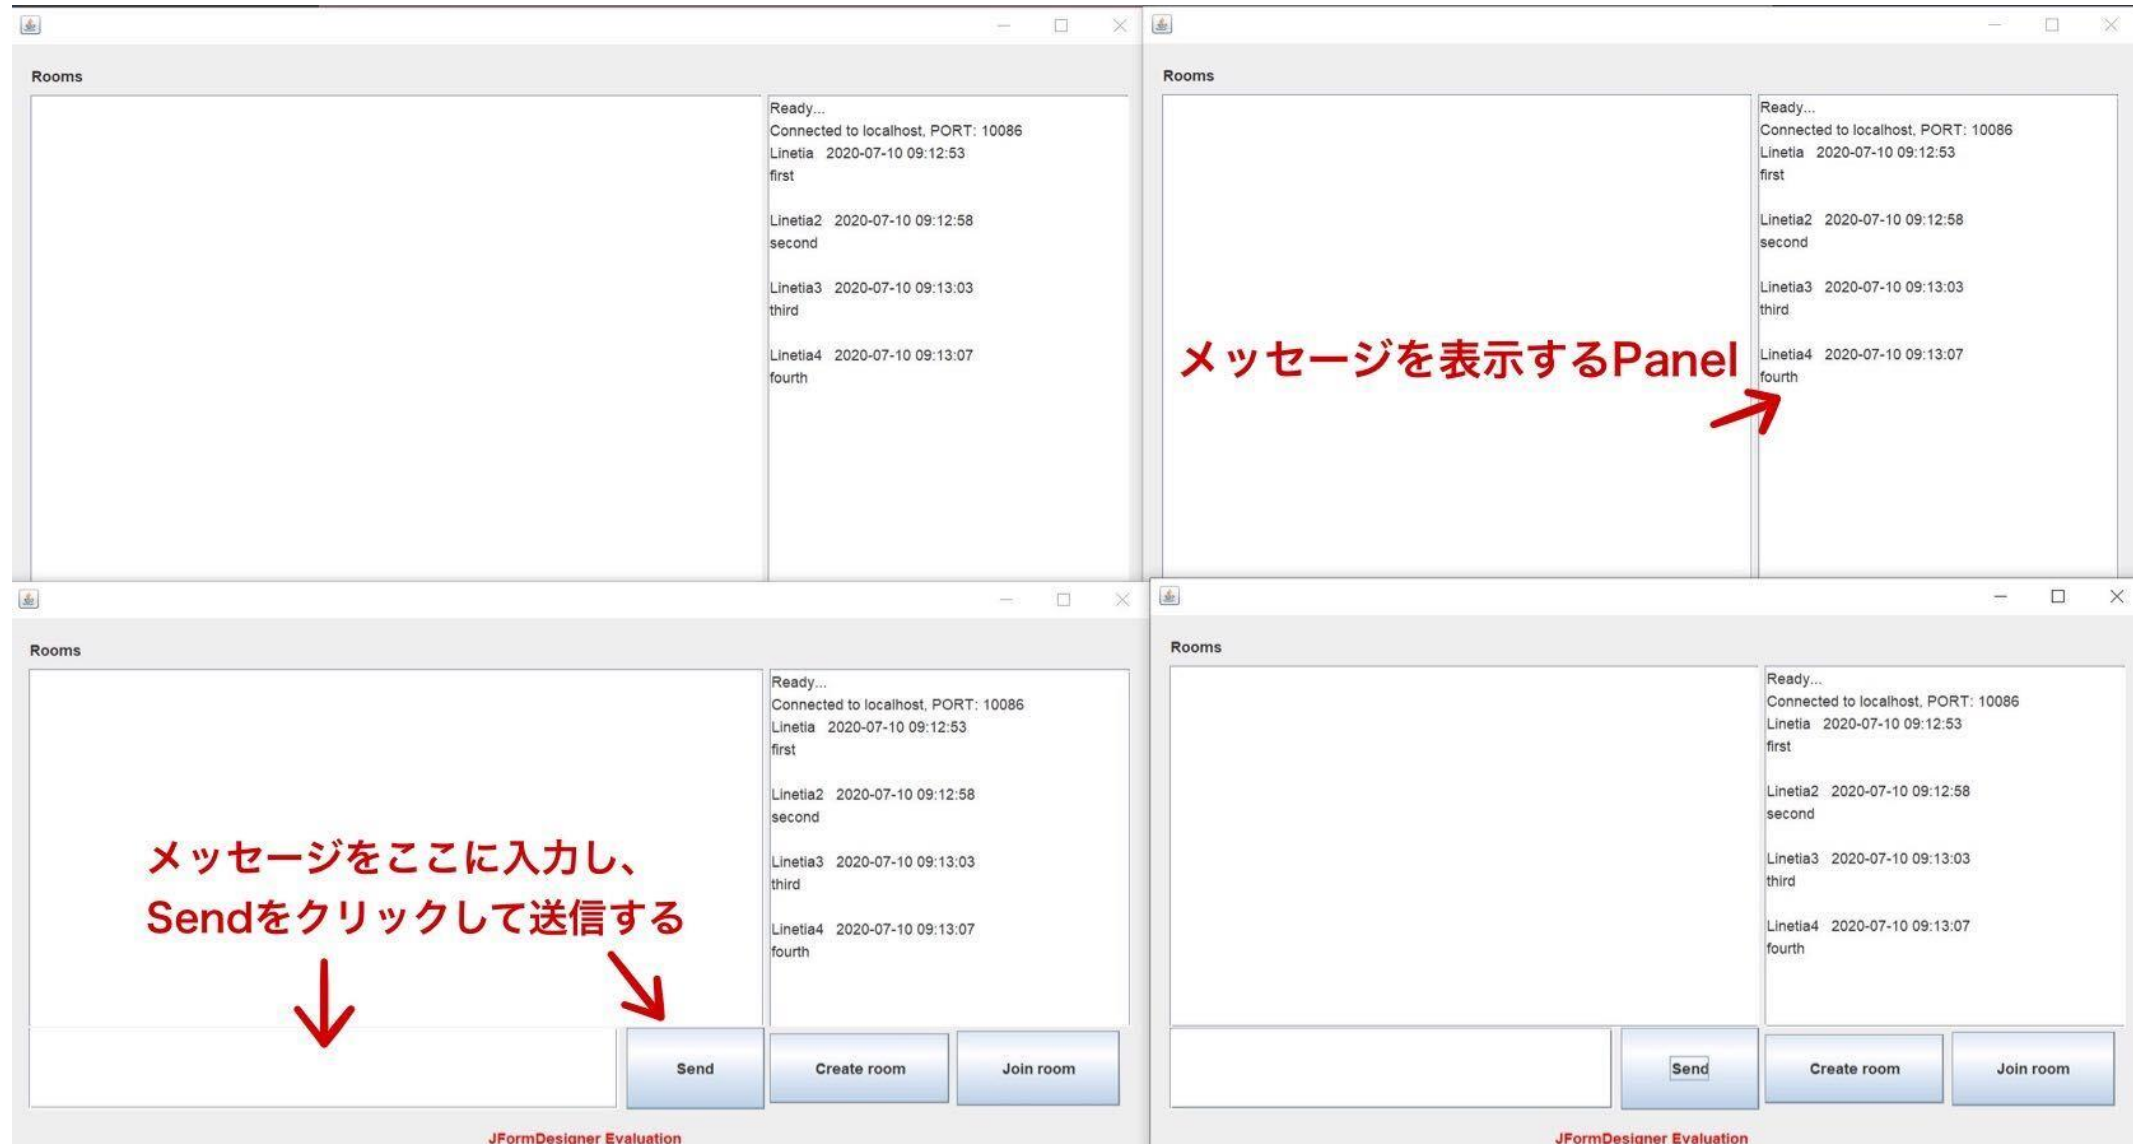 Rooms
Ready...
Connected to localhost, PORT: 10086
Linetia 2020-07-10 09:12:53
first
Linetia2 2020-07-10 09:12:58
second
Linetia3 2020-07-10 09:13:03
third
Linetia4 2020-07-10 09:13:07
fourth
Rooms
Ready...
Connected to localhost, PORT: 10086
Linetia 2020-07-10 09:12:53
first
Linetia2 2020-07-10 09:12:58
second
Linetia3 2020-07-10 09:13:03
third
メッセージを表示するPanel
Linetia4 2020-07-10 09:13:07
fourth
Rooms
Ready...
Connected to localhost, PORT: 10086
Linetia 2020-07-10 09:12:53
first
Linetia2 2020-07-10 09:12:58
second
Linetia3 2020-07-10 09:13:03
third
Linetia4 2020-07-10 09:13:07
fourth
メッセージをここに入力し、
Sendをクリックして送信する
Send
Create room
Join room
JFormDesigner Evaluation
Rooms
Ready...
Connected to localhost, PORT: 10086
Linetia 2020-07-10 09:12:53
first
Linetia2 2020-07-10 09:12:58
second
Linetia3 2020-07-10 09:13:03
third
Linetia4 2020-07-10 09:13:07
fourth
Send
Create room
Join room
JFormDesigner Evaluation